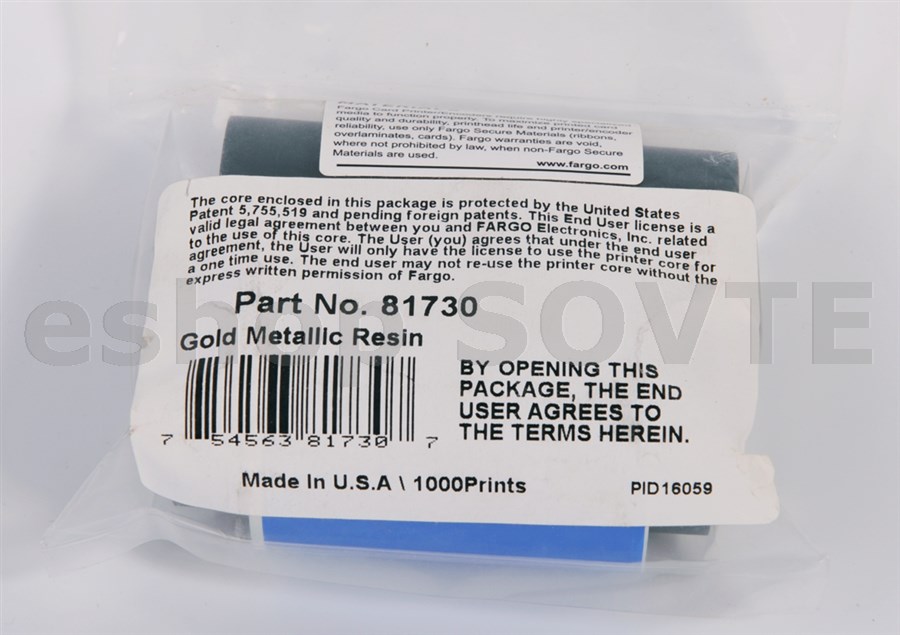 Fargo Card Printer/Encoders require
media to function properly. To maximize printed card
quality and durability, printhead life and printer/encoder
reliability, use only Fargo Secure Materials (ribbons,
overlaminates, cards). Fargo warranties are void,
where not prohibited by law, when non-Fargo Secure
Materials are used.
www.fargo.com
The core enclosed in this package is protected by the United States
Patent 5,755,519 and pending foreign patents. This End User license is a
valid legal agreement between you and FARGO Electronics, Inc. related
to the use of this core. The User (you) agrees that under the end user
agreement, the User will only have the license to use the printer core for
a one time use. The end user may not re-use the printer core without the
express written permission of Fargo.
Part No. 81730
Gold Metallic Resin
BY OPENING THIS
PACKAGE, THE END
USER AGREES TO
THE TERMS HEREIN.
7 54563 81730 7
Made In U.S.A \ 1000Prints
PID16059
eshop SOVTE